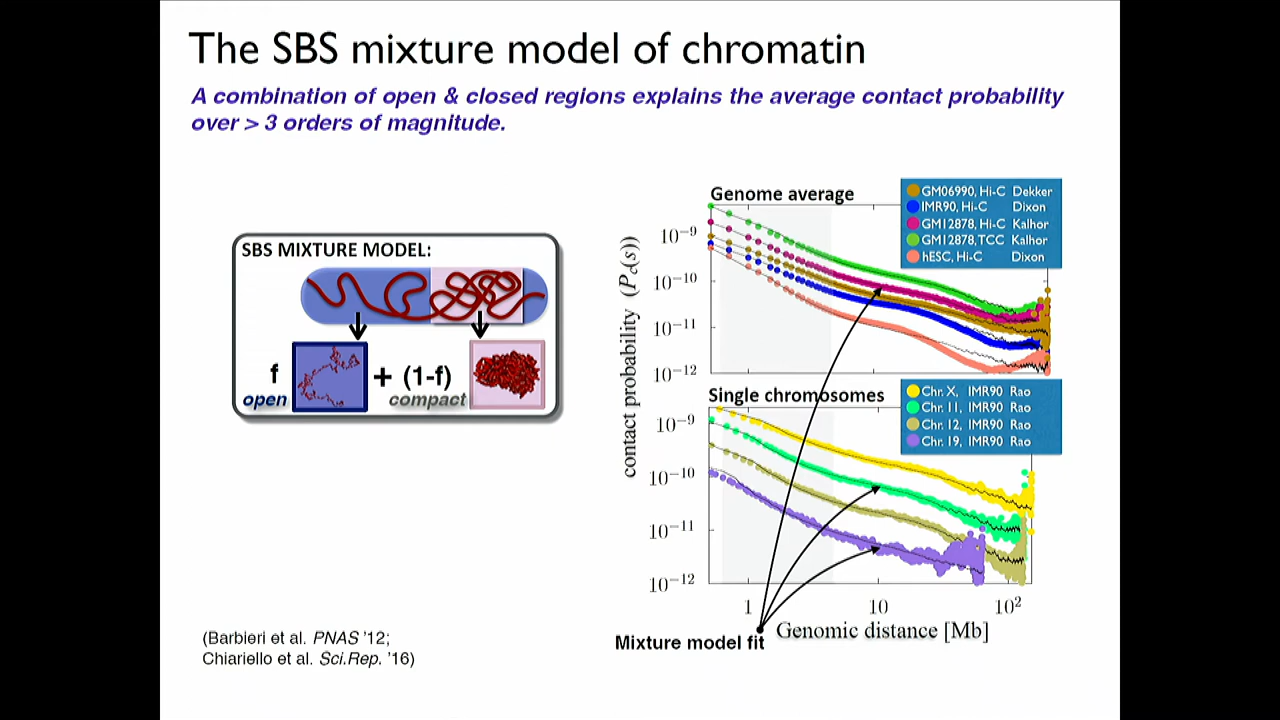 The SBS mixture model of chromatin
A combination of open & closed regions explains the average contact probability
over > 3 orders of magnitude.
SBS MIXTURE MODEL:
f
open
+ (1-f)
compact
Genome average
GM06990, Hi-C Dekker
IMR90, Hi-C Dixon
GM12878, Hi-C Kalhor
GM12878, TCC Kalhor
hESC, Hi-C Dixon
10⁻⁹
10⁻¹⁰
10⁻¹¹
10⁻¹²
contact probability (P_d(s))
Single chromosomes
Chr. X, IMR90 Rao
Chr. 11, IMR90 Rao
Chr. 12, IMR90 Rao
Chr. 19, IMR90 Rao
10⁻⁹
10⁻¹⁰
10⁻¹¹
10⁻¹²
1 10 10²
Genomic distance [Mb]
Mixture model fit
(Barbieri et al. PNAS '12;
Chiariello et al. Sci.Rep. '16)